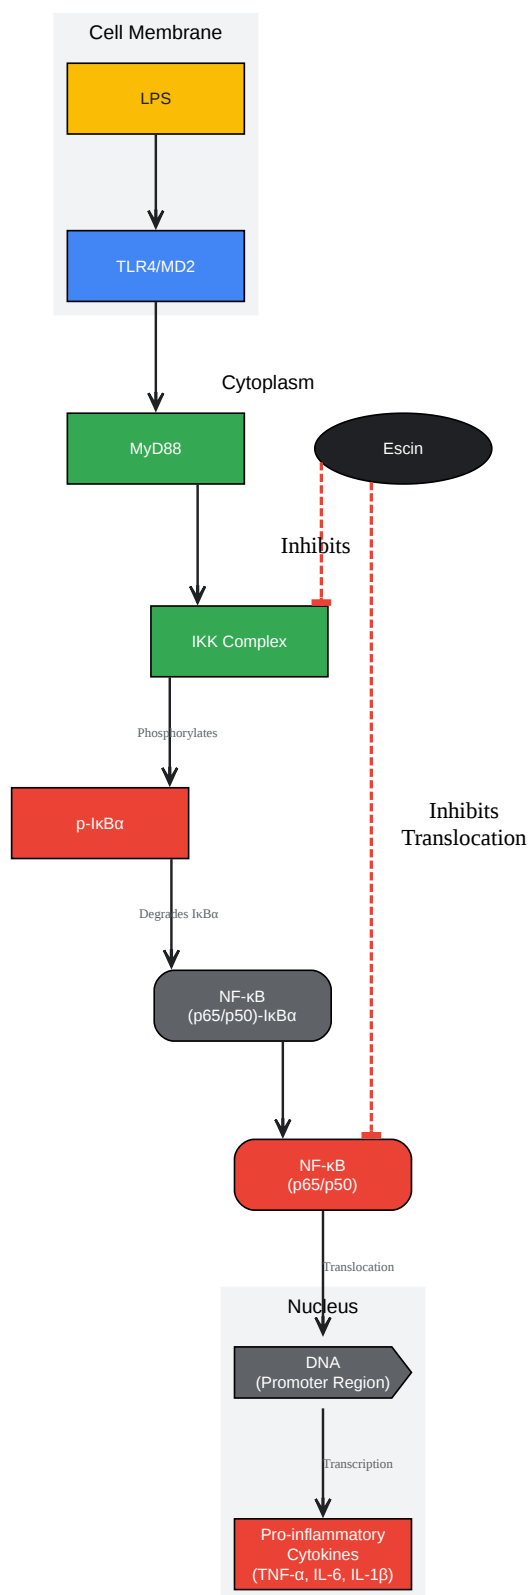 Cell Membrane
LPS
TLR4/MD2
Cytoplasm
MyD88
Escin
Inhibits
IKK Complex
Phosphorylates
p-IκBα
Inhibits
Translocation
Degrades IκBα
NF-κB
(p65/p50)-IκBα
NF-κB
(p65/p50)
Translocation
Nucleus
DNA
(Promoter Region)
Transcription
Pro-inflammatory
Cytokines
(TNF-α, IL-6, IL-1β)